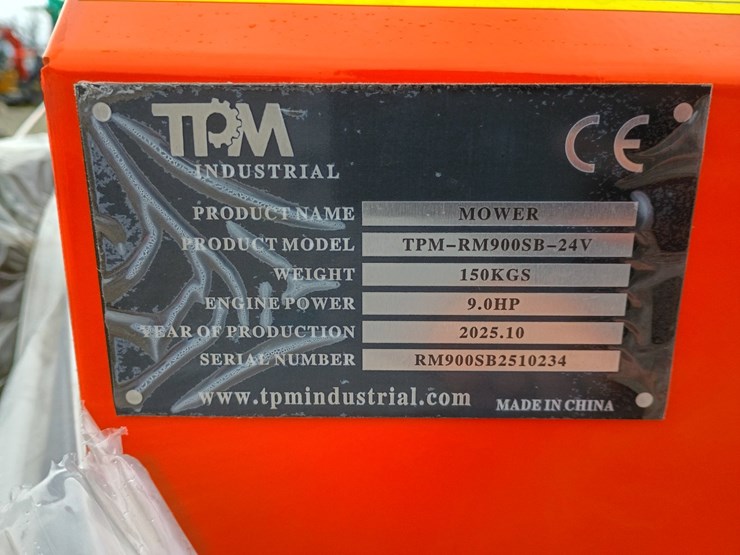 TPM
INDUSTRIAL
CE
PRODUCT NAME MOWER
PRODUCT MODEL TPM-RM900SB-24V
WEIGHT 150KGS
ENGINE POWER 9.0HP
YEAR OF PRODUCTION 2025.10
SERIAL NUMBER RM900SB2510234
www.tpmindustrial.com MADE IN CHINA